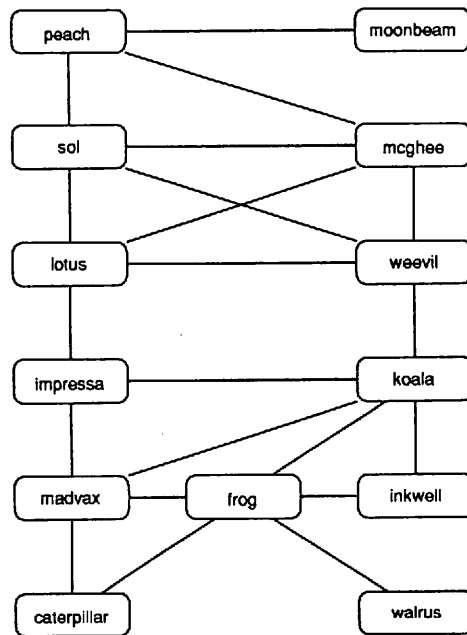 peach
moonbeam
sol
mcghee
lotus
weevil
impressa
koala
madvax
frog
inkwell
caterpillar
walrus